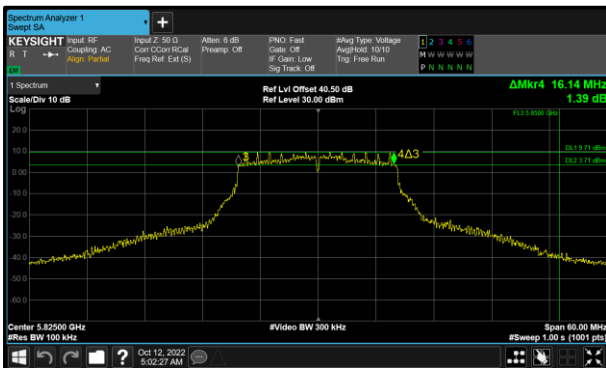 Spectrum Analyzer 1
Swept SA
+
KEYSIGHT
R T
Input: RF
Coupling: AC
Align: Partial
Input Z: 50 Ω
Corr CCorr RCal
Freq Ref: Ext (S)
Atten: 6 dB
Preamp: Off
PNO: Fast
Gate: Off
IF Gain: Low
Sig Track: Off
#Avg Type: Voltage
Avg|Hold: 10/10
Trig: Free Run
1 2 3 4 5 6
M W W W W W
P N N N N N
1 Spectrum
Scale/Div 10 dB
Ref Lvl Offset 40.50 dB
Ref Level 30.00 dBm
ΔMkr4 16.14 MHz
1.39 dB
Log
FL3 5.8500 GHz
20.0
10.0
DL1 9.71 dBm
3
4Δ3
DL2 3.71 dBm
0.00
-10.0
-20.0
-30.0
-40.0
-50.0
-60.0
Center 5.82500 GHz
#Res BW 100 kHz
#Video BW 300 kHz
Span 60.00 MHz
#Sweep 1.00 s (1001 pts)
?
Oct 12, 2022
5:02:27 AM